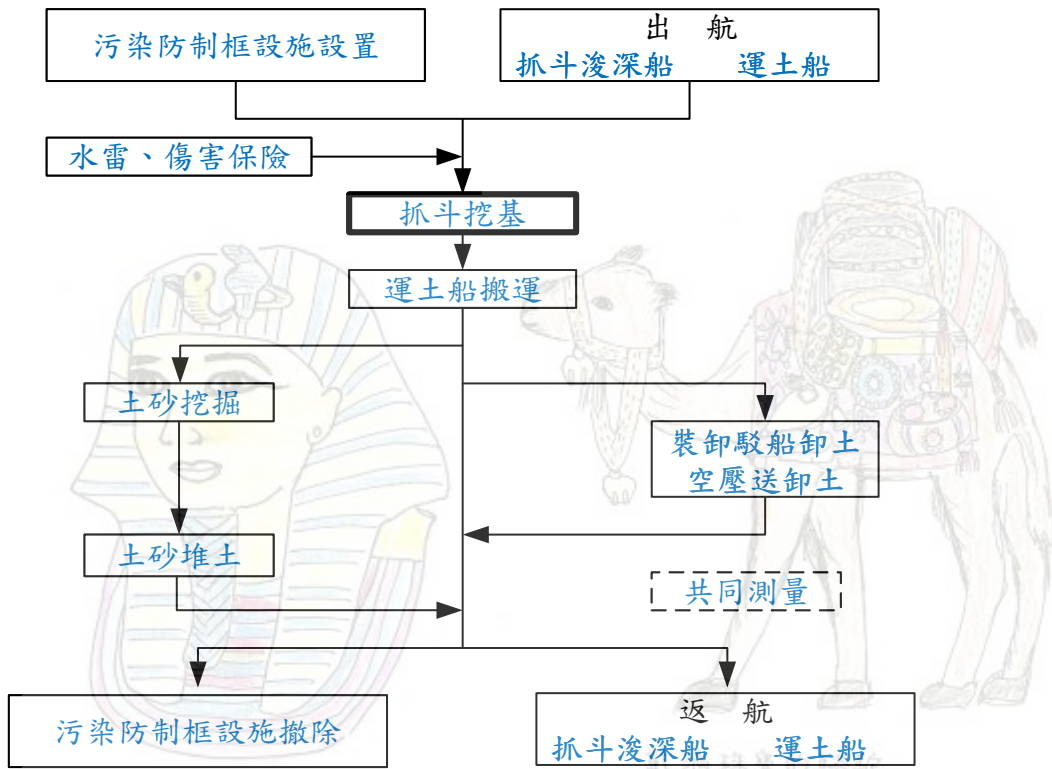 污染防制框設施設置
出 航
抓斗浚深船 運土船
水雷、傷害保險
抓斗挖基
運土船搬運
土砂挖掘
裝卸駁船卸土
空壓送卸土
土砂堆土
共同測量
污染防制框設施撤除
返 航
抓斗浚深船 運土船